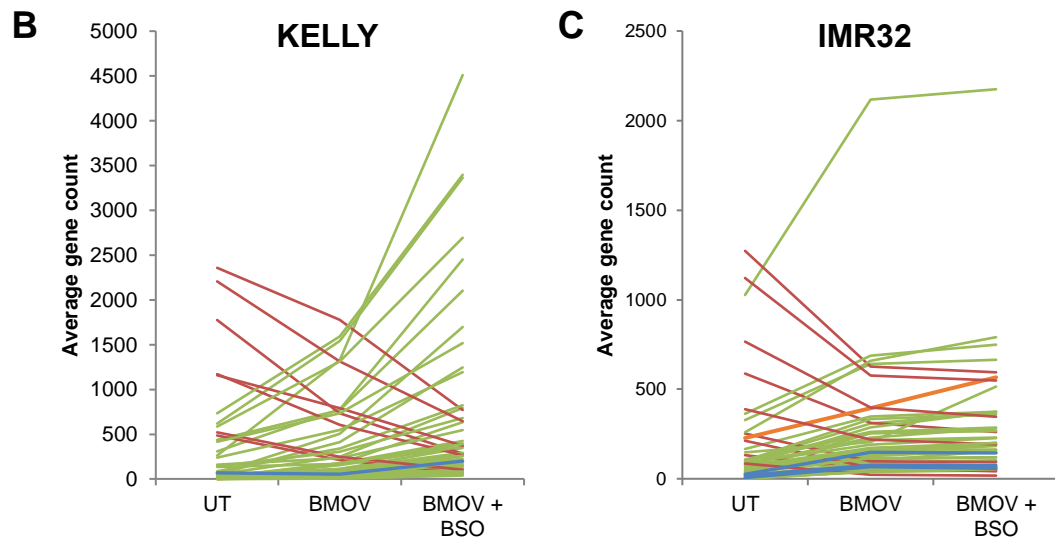 B
KELLY
Average gene count
5000
4500
4000
3500
3000
2500
2000
1500
1000
500
0
UT
BMOV
BMOV +
BSO
C
IMR32
Average gene count
2500
2000
1500
1000
500
0
UT
BMOV
BMOV +
BSO